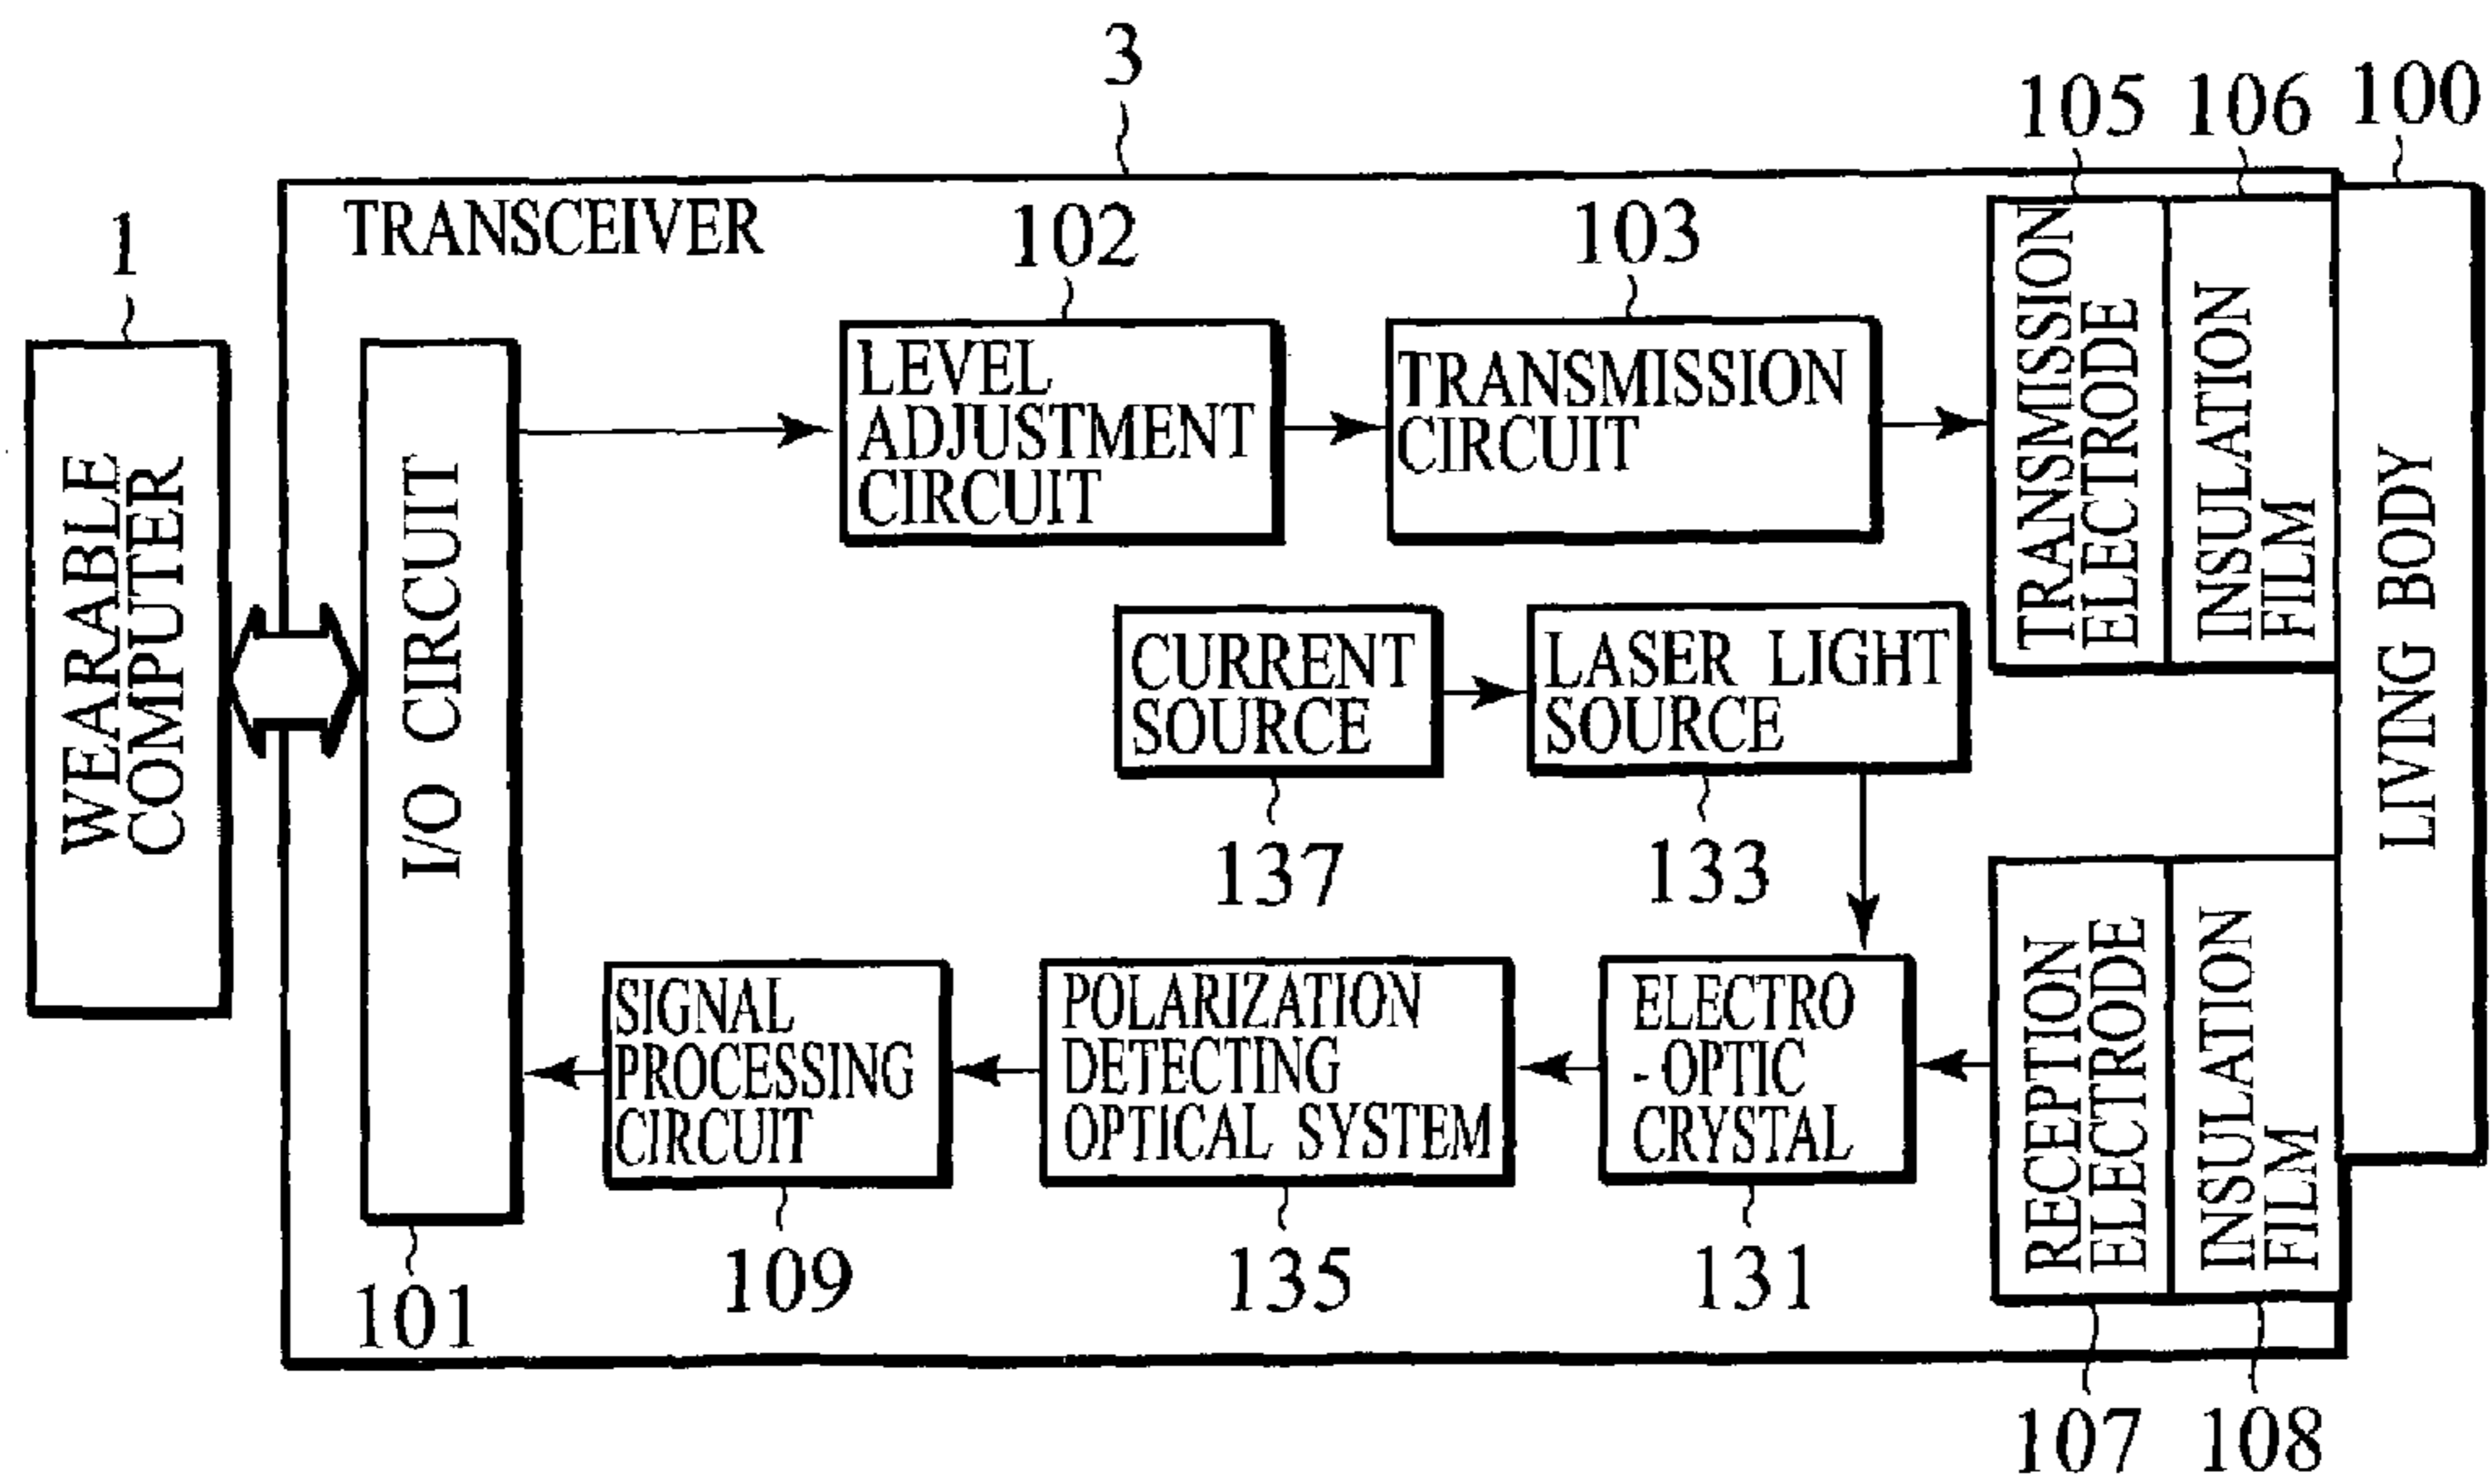 3
105 106 100
TRANSCEIVER
1
102
103
WEARABLE
COMPUTER
I/O CIRCUIT
LEVEL
ADJUSTMENT
CIRCUIT
TRANSMISSION
CIRCUIT
TRANSMISSION
ELECTRODE
INSULATION
FILM
LIVING BODY
CURRENT
SOURCE
LASER LIGHT
SOURCE
137
133
SIGNAL
PROCESSING
CIRCUIT
POLARIZATION
DETECTING
OPTICAL SYSTEM
ELECTRO
-OPTIC
CRYSTAL
RECEPTION
ELECTRODE
INSULATION
FILM
101
109
135
131
107
108